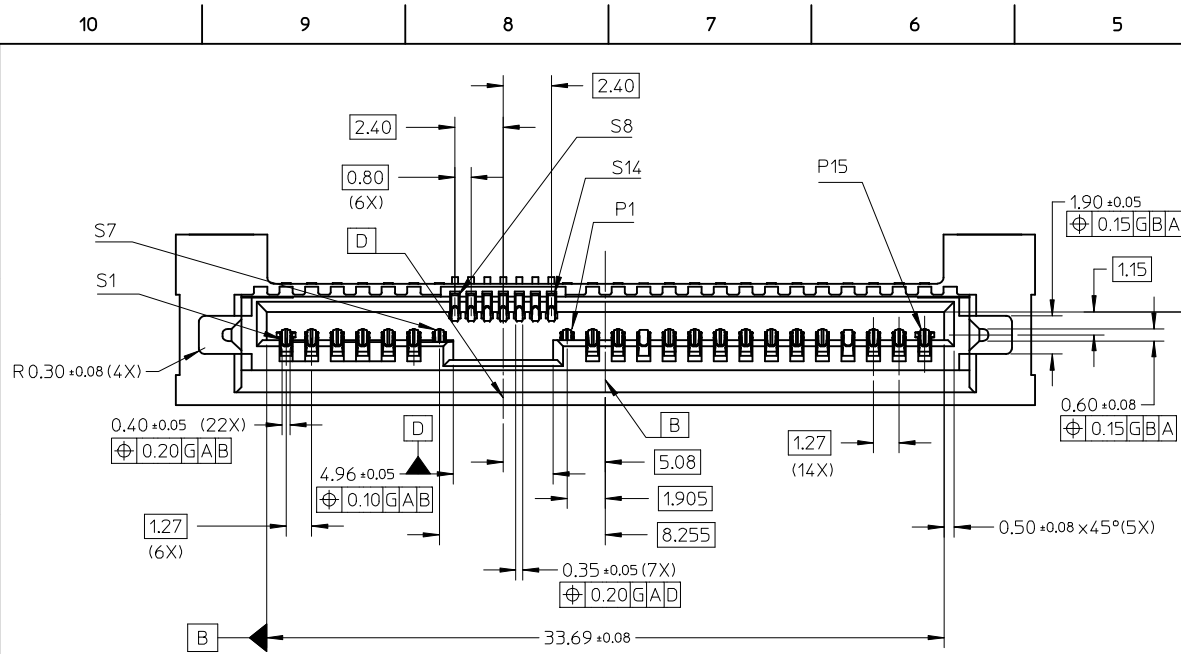 10 9 8 7 6 5
2.40
2.40
S8
0.80
(6X)
S14
P15
P1
1.90 ±0.05
⌖ 0.15 G B A
S7
D
1.15
S1
R 0.30 ±0.08 (4X)
0.40 ±0.05 (22X)
⌖ 0.20 G A B
D
B
0.60 ±0.08
⌖ 0.15 G B A
1.27
(14X)
5.08
4.96 ±0.05
⌖ 0.10 G A B
1.905
1.27
(6X)
8.255
0.50 ±0.08 x45° (5X)
0.35 ±0.05 (7X)
⌖ 0.20 G A D
B
33.69 ±0.08